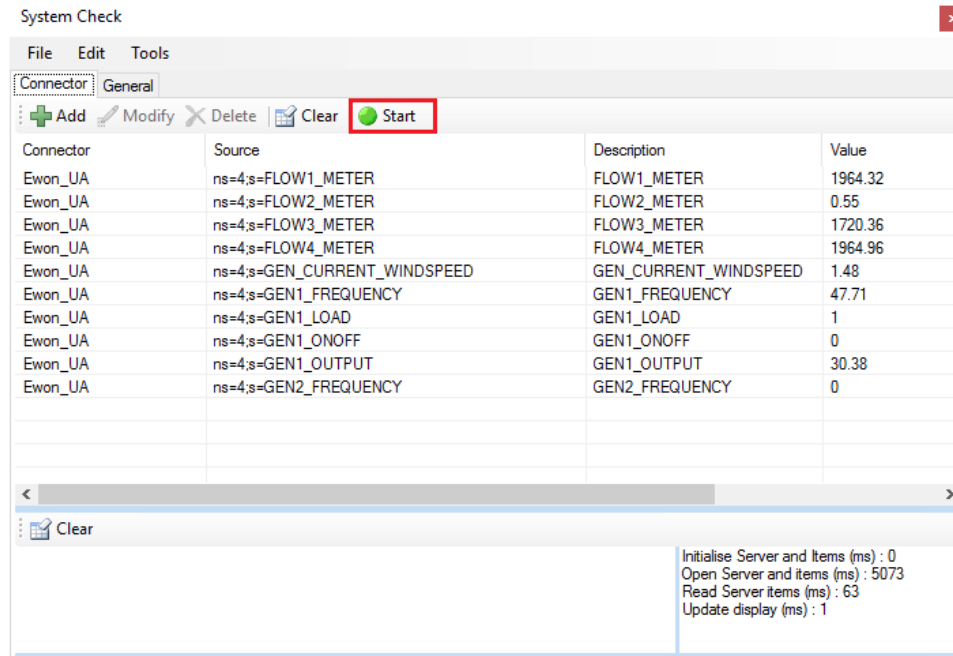 System Check
File Edit Tools
Connector General
Add Modify Delete Clear Start
Connector Source Description Value
Ewon_UA ns=4;s=FLOW1_METER FLOW1_METER 1964.32
Ewon_UA ns=4;s=FLOW2_METER FLOW2_METER 0.55
Ewon_UA ns=4;s=FLOW3_METER FLOW3_METER 1720.36
Ewon_UA ns=4;s=FLOW4_METER FLOW4_METER 1964.96
Ewon_UA ns=4;s=GEN_CURRENT_WINDSPEED GEN_CURRENT_WINDSPEED 1.48
Ewon_UA ns=4;s=GEN1_FREQUENCY GEN1_FREQUENCY 47.71
Ewon_UA ns=4;s=GEN1_LOAD GEN1_LOAD 1
Ewon_UA ns=4;s=GEN1_ONOFF GEN1_ONOFF 0
Ewon_UA ns=4;s=GEN1_OUTPUT GEN1_OUTPUT 30.38
Ewon_UA ns=4;s=GEN2_FREQUENCY GEN2_FREQUENCY 0
Clear
Initialise Server and Items (ms) : 0
Open Server and items (ms) : 5073
Read Server items (ms) : 63
Update display (ms) : 1